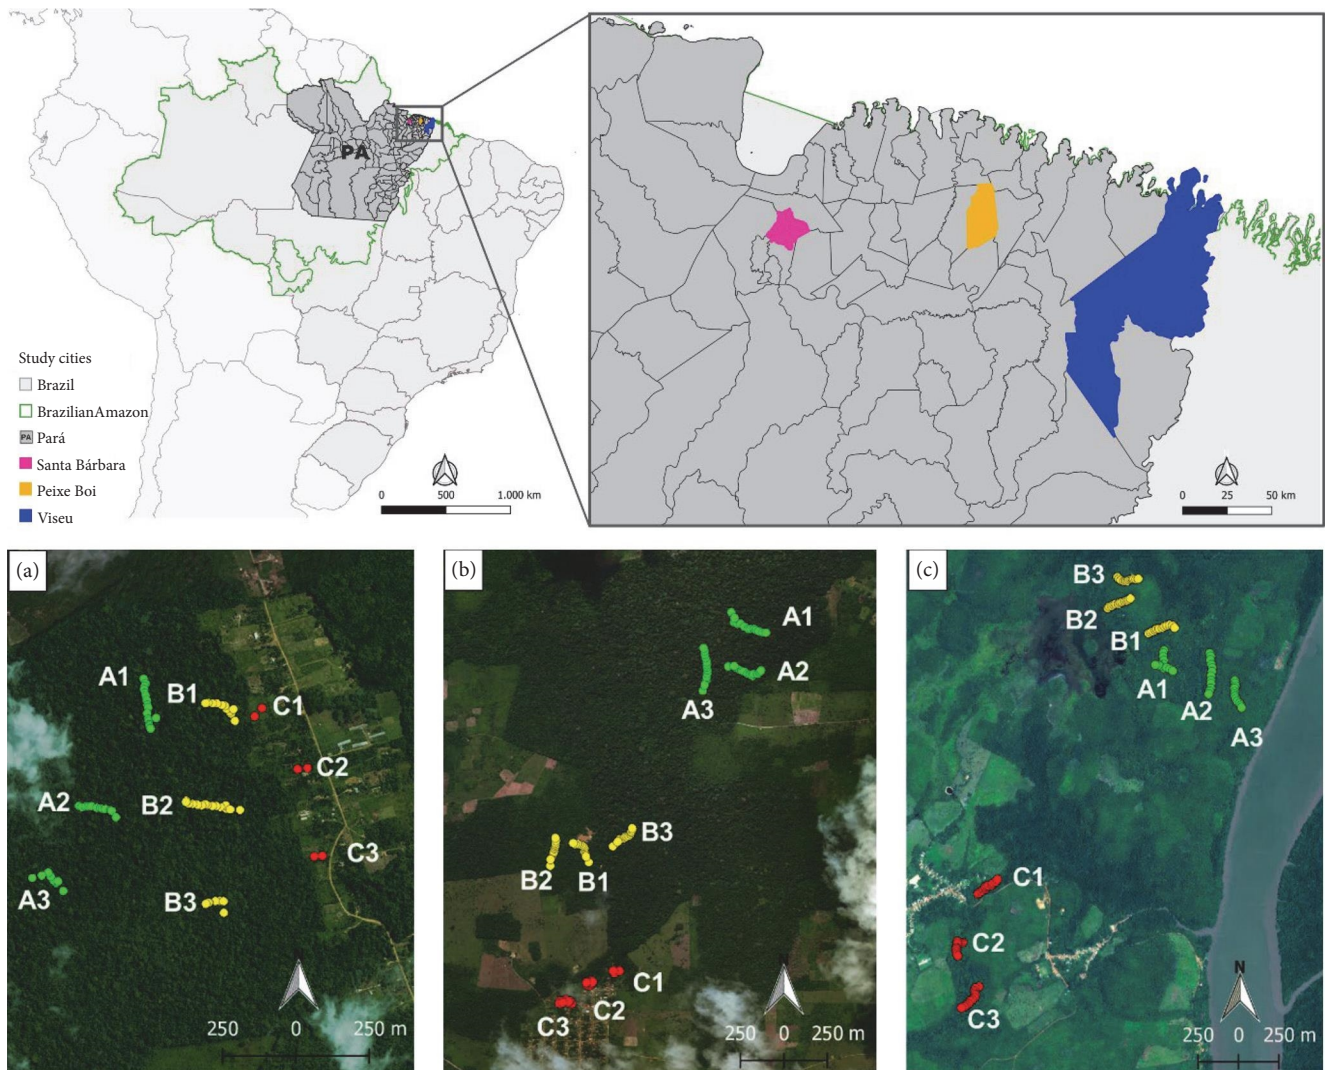 PA
Study cities
Brazil
BrazilianAmazon
PA Pará
Santa Bárbara
Peixe Boi
Viseu
0 500 1.000 km
0 25 50 km
(a)
A1
B1
C1
C2
A2
B2
C3
A3
B3
250 0 250 m
(b)
A1
A2
A3
B3
B2 B1
C1
C2
C3
N
250 0 250 m
(c)
B3
B2
B1
A1
A2
A3
C1
C2
C3
N
250 0 250 m